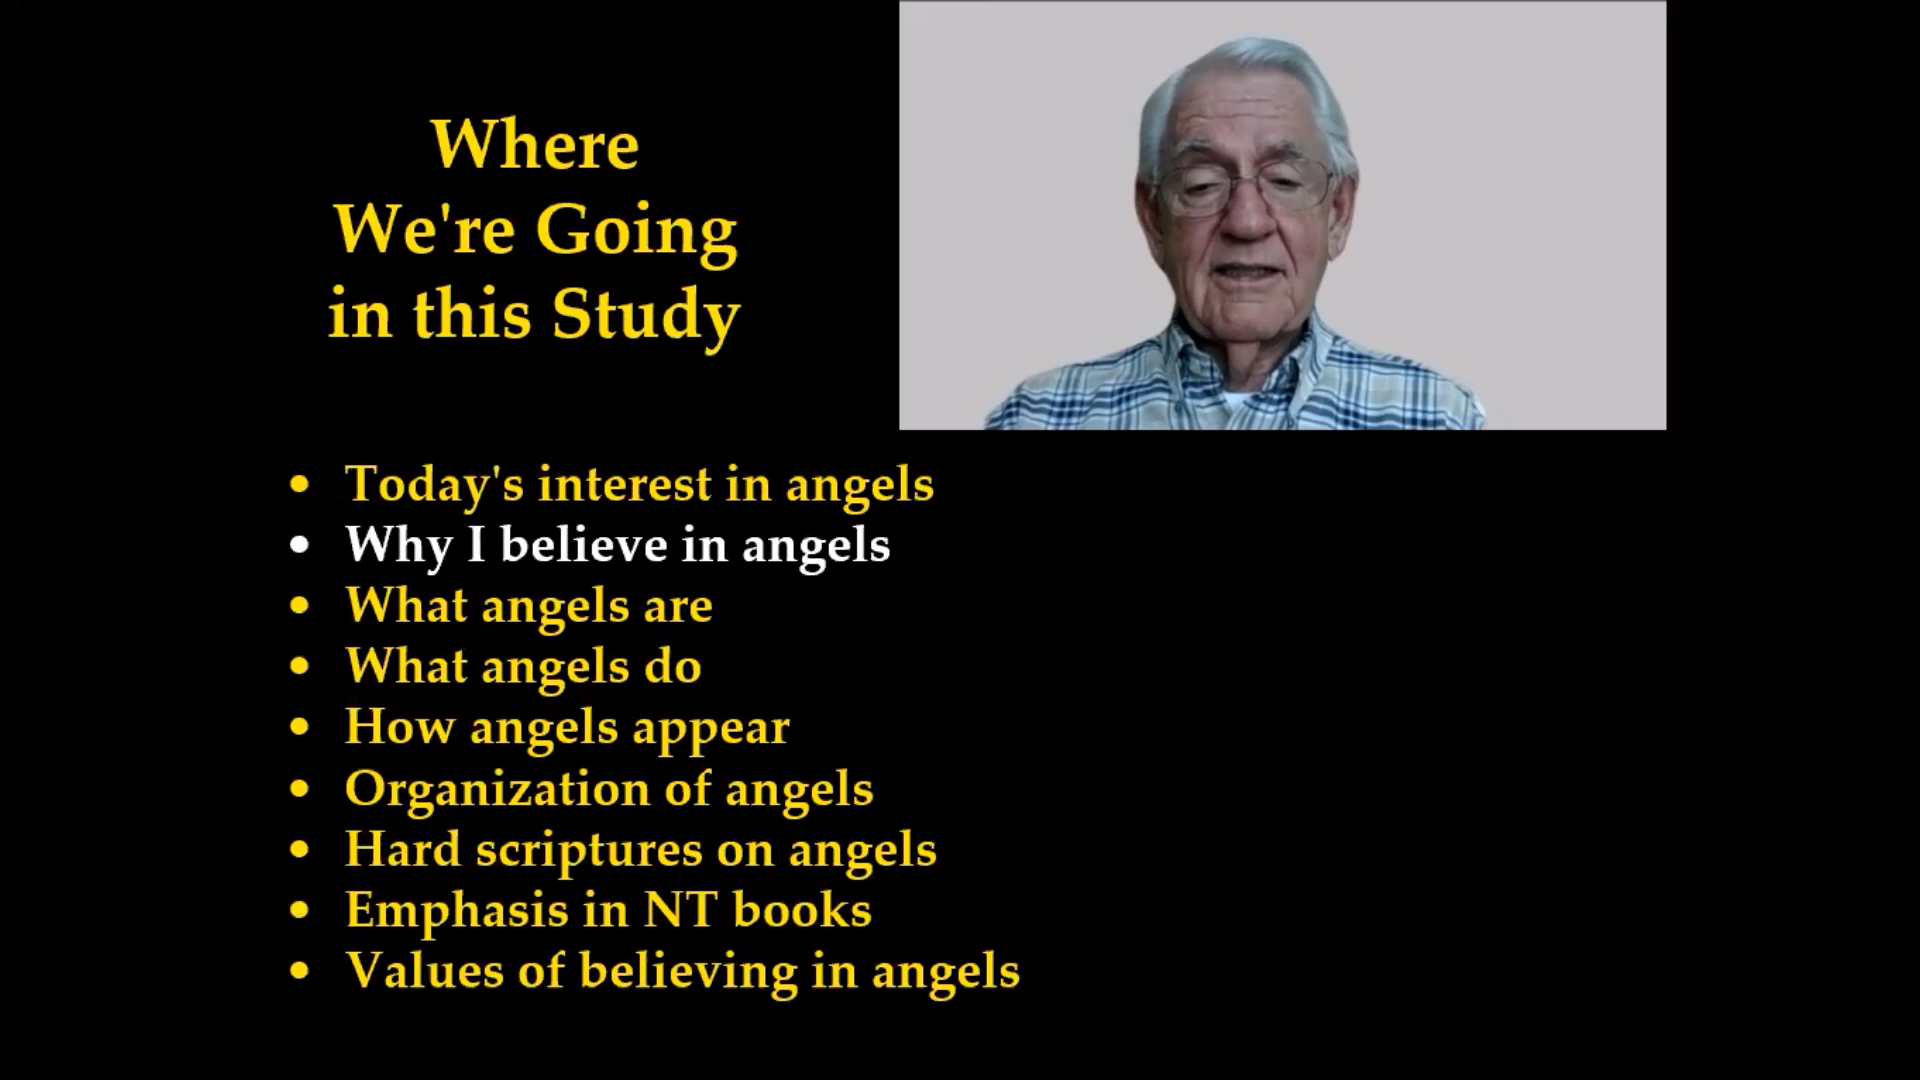 Where
We're Going
in this Study
• Today's interest in angels
• Why I believe in angels
• What angels are
• What angels do
• How angels appear
• Organization of angels
• Hard scriptures on angels
• Emphasis in NT books
• Values of believing in angels